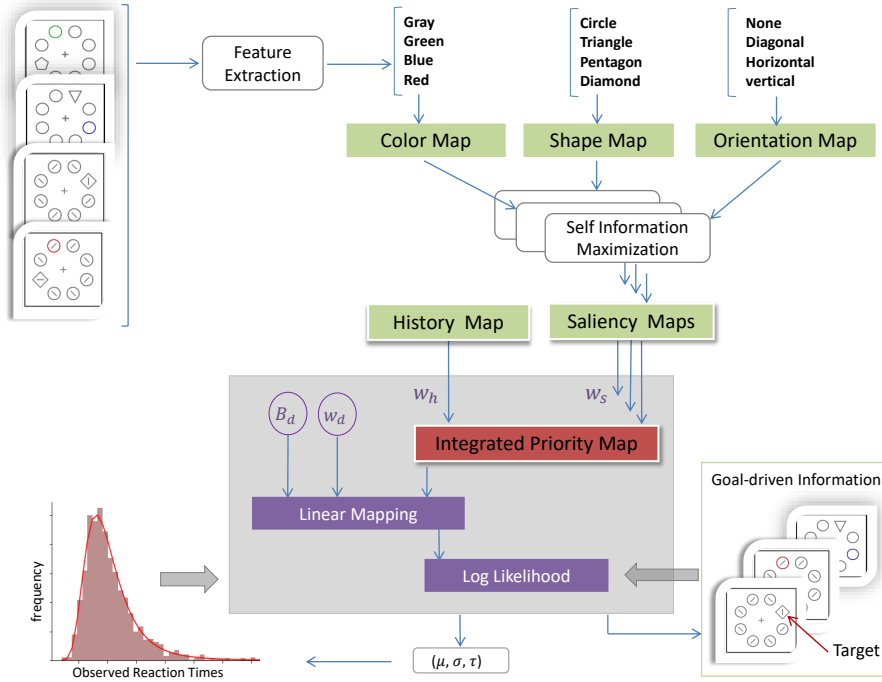 Feature
Extraction
Gray
Green
Blue
Red
Circle
Triangle
Pentagon
Diamond
None
Diagonal
Horizontal
vertical
Color Map
Shape Map
Orientation Map
Self Information
Maximization
History Map
Saliency Maps
w_h
w_s
B_d
w_d
Integrated Priority Map
Linear Mapping
Log Likelihood
Goal-driven Information
Target
frequency
Observed Reaction Times
(μ, σ, τ)